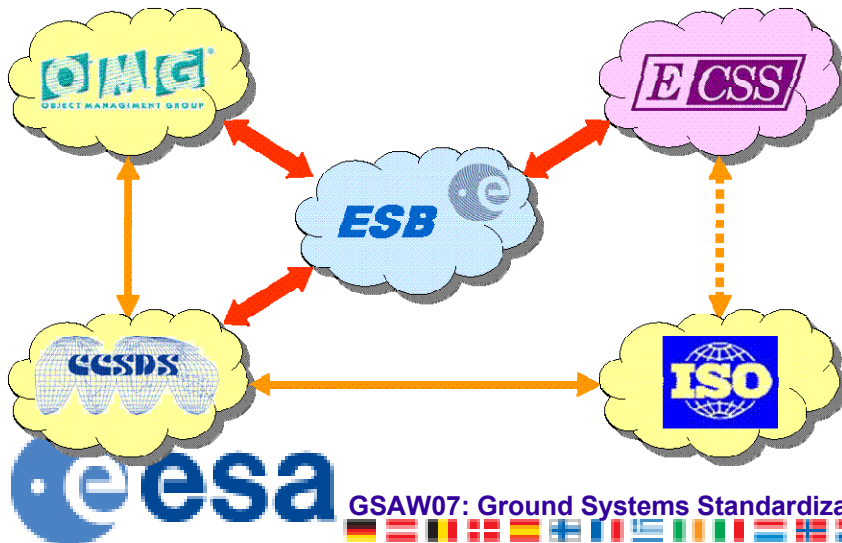 OMG
OBJECT MANAGEMENT GROUP
ECSS
ESB
e
CCSDS
ISO
esa
GSAW07: Ground Systems Standardiza